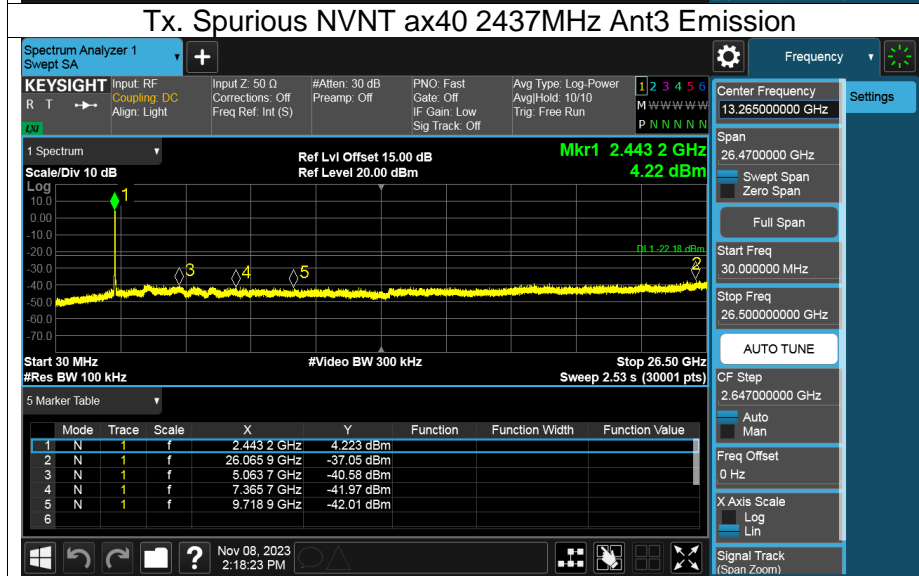 Tx. Spurious NVNT ax40 2437MHz Ant3 Emission
Spectrum Analyzer 1
Swept SA
+
Frequency
KEYSIGHT
R T
LXI
Input: RF
Coupling: DC
Align: Light
Input Z: 50 Ω
Corrections: Off
Freq Ref: Int (S)
#Atten: 30 dB
Preamp: Off
PNO: Fast
Gate: Off
IF Gain: Low
Sig Track: Off
Avg Type: Log-Power
Avg|Hold: 10/10
Trig: Free Run
1 2 3 4 5 6
M W W W W W
P N N N N N
Center Frequency
13.265000000 GHz
Settings
Span
26.4700000 GHz
Swept Span
Zero Span
Full Span
Start Freq
30.000000 MHz
Stop Freq
26.500000000 GHz
AUTO TUNE
CF Step
2.647000000 GHz
Auto
Man
Freq Offset
0 Hz
X Axis Scale
Log
Lin
Signal Track
(Span Zoom)
1 Spectrum
Scale/Div 10 dB
Ref Lvl Offset 15.00 dB
Ref Level 20.00 dBm
Mkr1 2.443 2 GHz
4.22 dBm
Log
10.0
0.00
-10.0
-20.0
-30.0
-40.0
-50.0
-60.0
-70.0
1
DL1 -22.18 dBm
2
3
4
5
Start 30 MHz
#Res BW 100 kHz
#Video BW 300 kHz
Stop 26.50 GHz
Sweep 2.53 s (30001 pts)
5 Marker Table
Mode Trace Scale X Y Function Function Width Function Value
1 N 1 f 2.443 2 GHz 4.223 dBm
2 N 1 f 26.065 9 GHz -37.05 dBm
3 N 1 f 5.063 7 GHz -40.58 dBm
4 N 1 f 7.365 7 GHz -41.97 dBm
5 N 1 f 9.718 9 GHz -42.01 dBm
6
?
Nov 08, 2023
2:18:23 PM